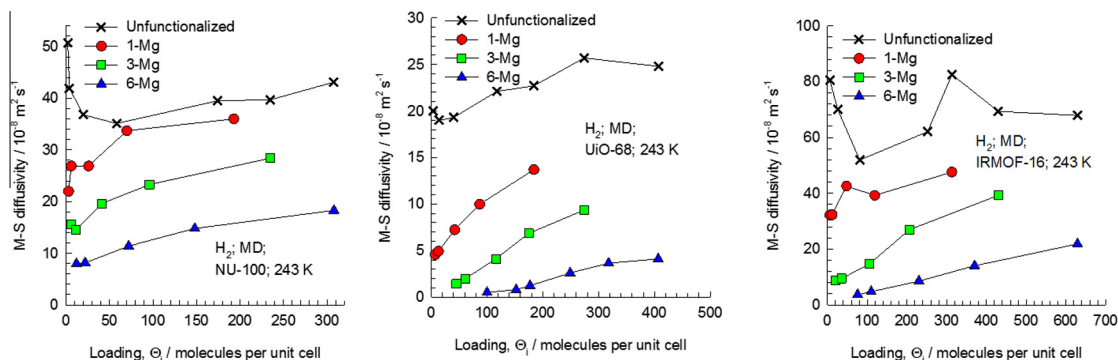 Unfunctionalized
1-Mg
3-Mg
6-Mg
M-S diffusivity / 10⁻⁸ m² s⁻¹
50
40
30
20
10
0
H₂; MD;
NU-100; 243 K
0 50 100 150 200 250 300
Loading, Θᵢ / molecules per unit cell
Unfunctionalized
1-Mg
3-Mg
6-Mg
M-S diffusivity / 10⁻⁸ m² s⁻¹
30
25
20
15
10
5
0
H₂; MD;
UiO-68; 243 K
0 100 200 300 400 500
Loading, Θᵢ / molecules per unit cell
Unfunctionalized
1-Mg
3-Mg
6-Mg
M-S diffusivity / 10⁻⁸ m² s⁻¹
100
80
60
40
20
0
H₂; MD;
IRMOF-16; 243 K
0 100 200 300 400 500 600 700
Loading, Θᵢ / molecules per unit cell